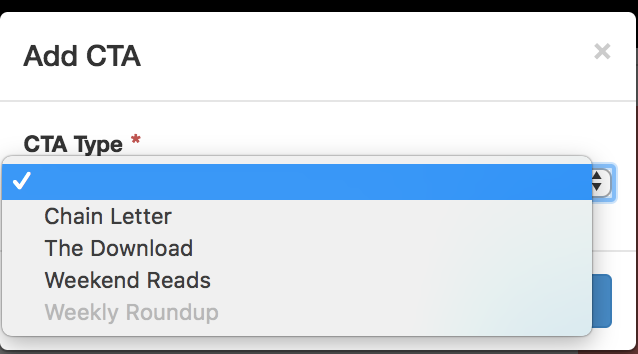 Add CTA ×
CTA Type *
✓
Chain Letter
The Download
Weekend Reads
Weekly Roundup